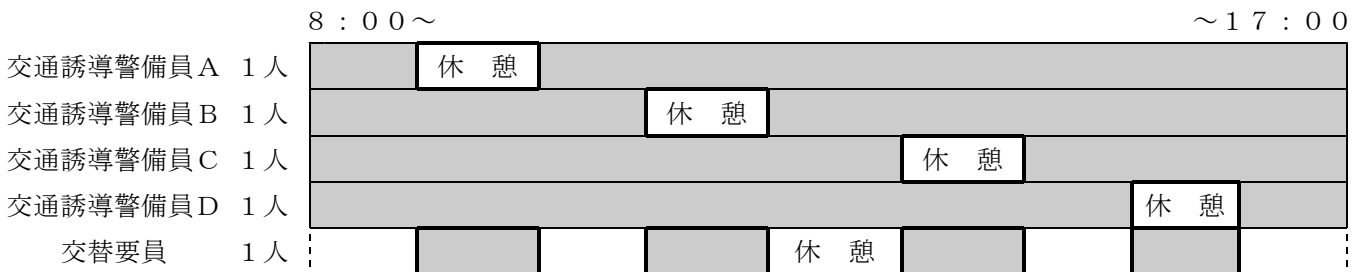 ８：００～ ～１７：００
交通誘導警備員Ａ １人 休 憩
交通誘導警備員Ｂ １人 休 憩
交通誘導警備員Ｃ １人 休 憩
交通誘導警備員Ｄ １人 休 憩
交替要員 １人 休 憩